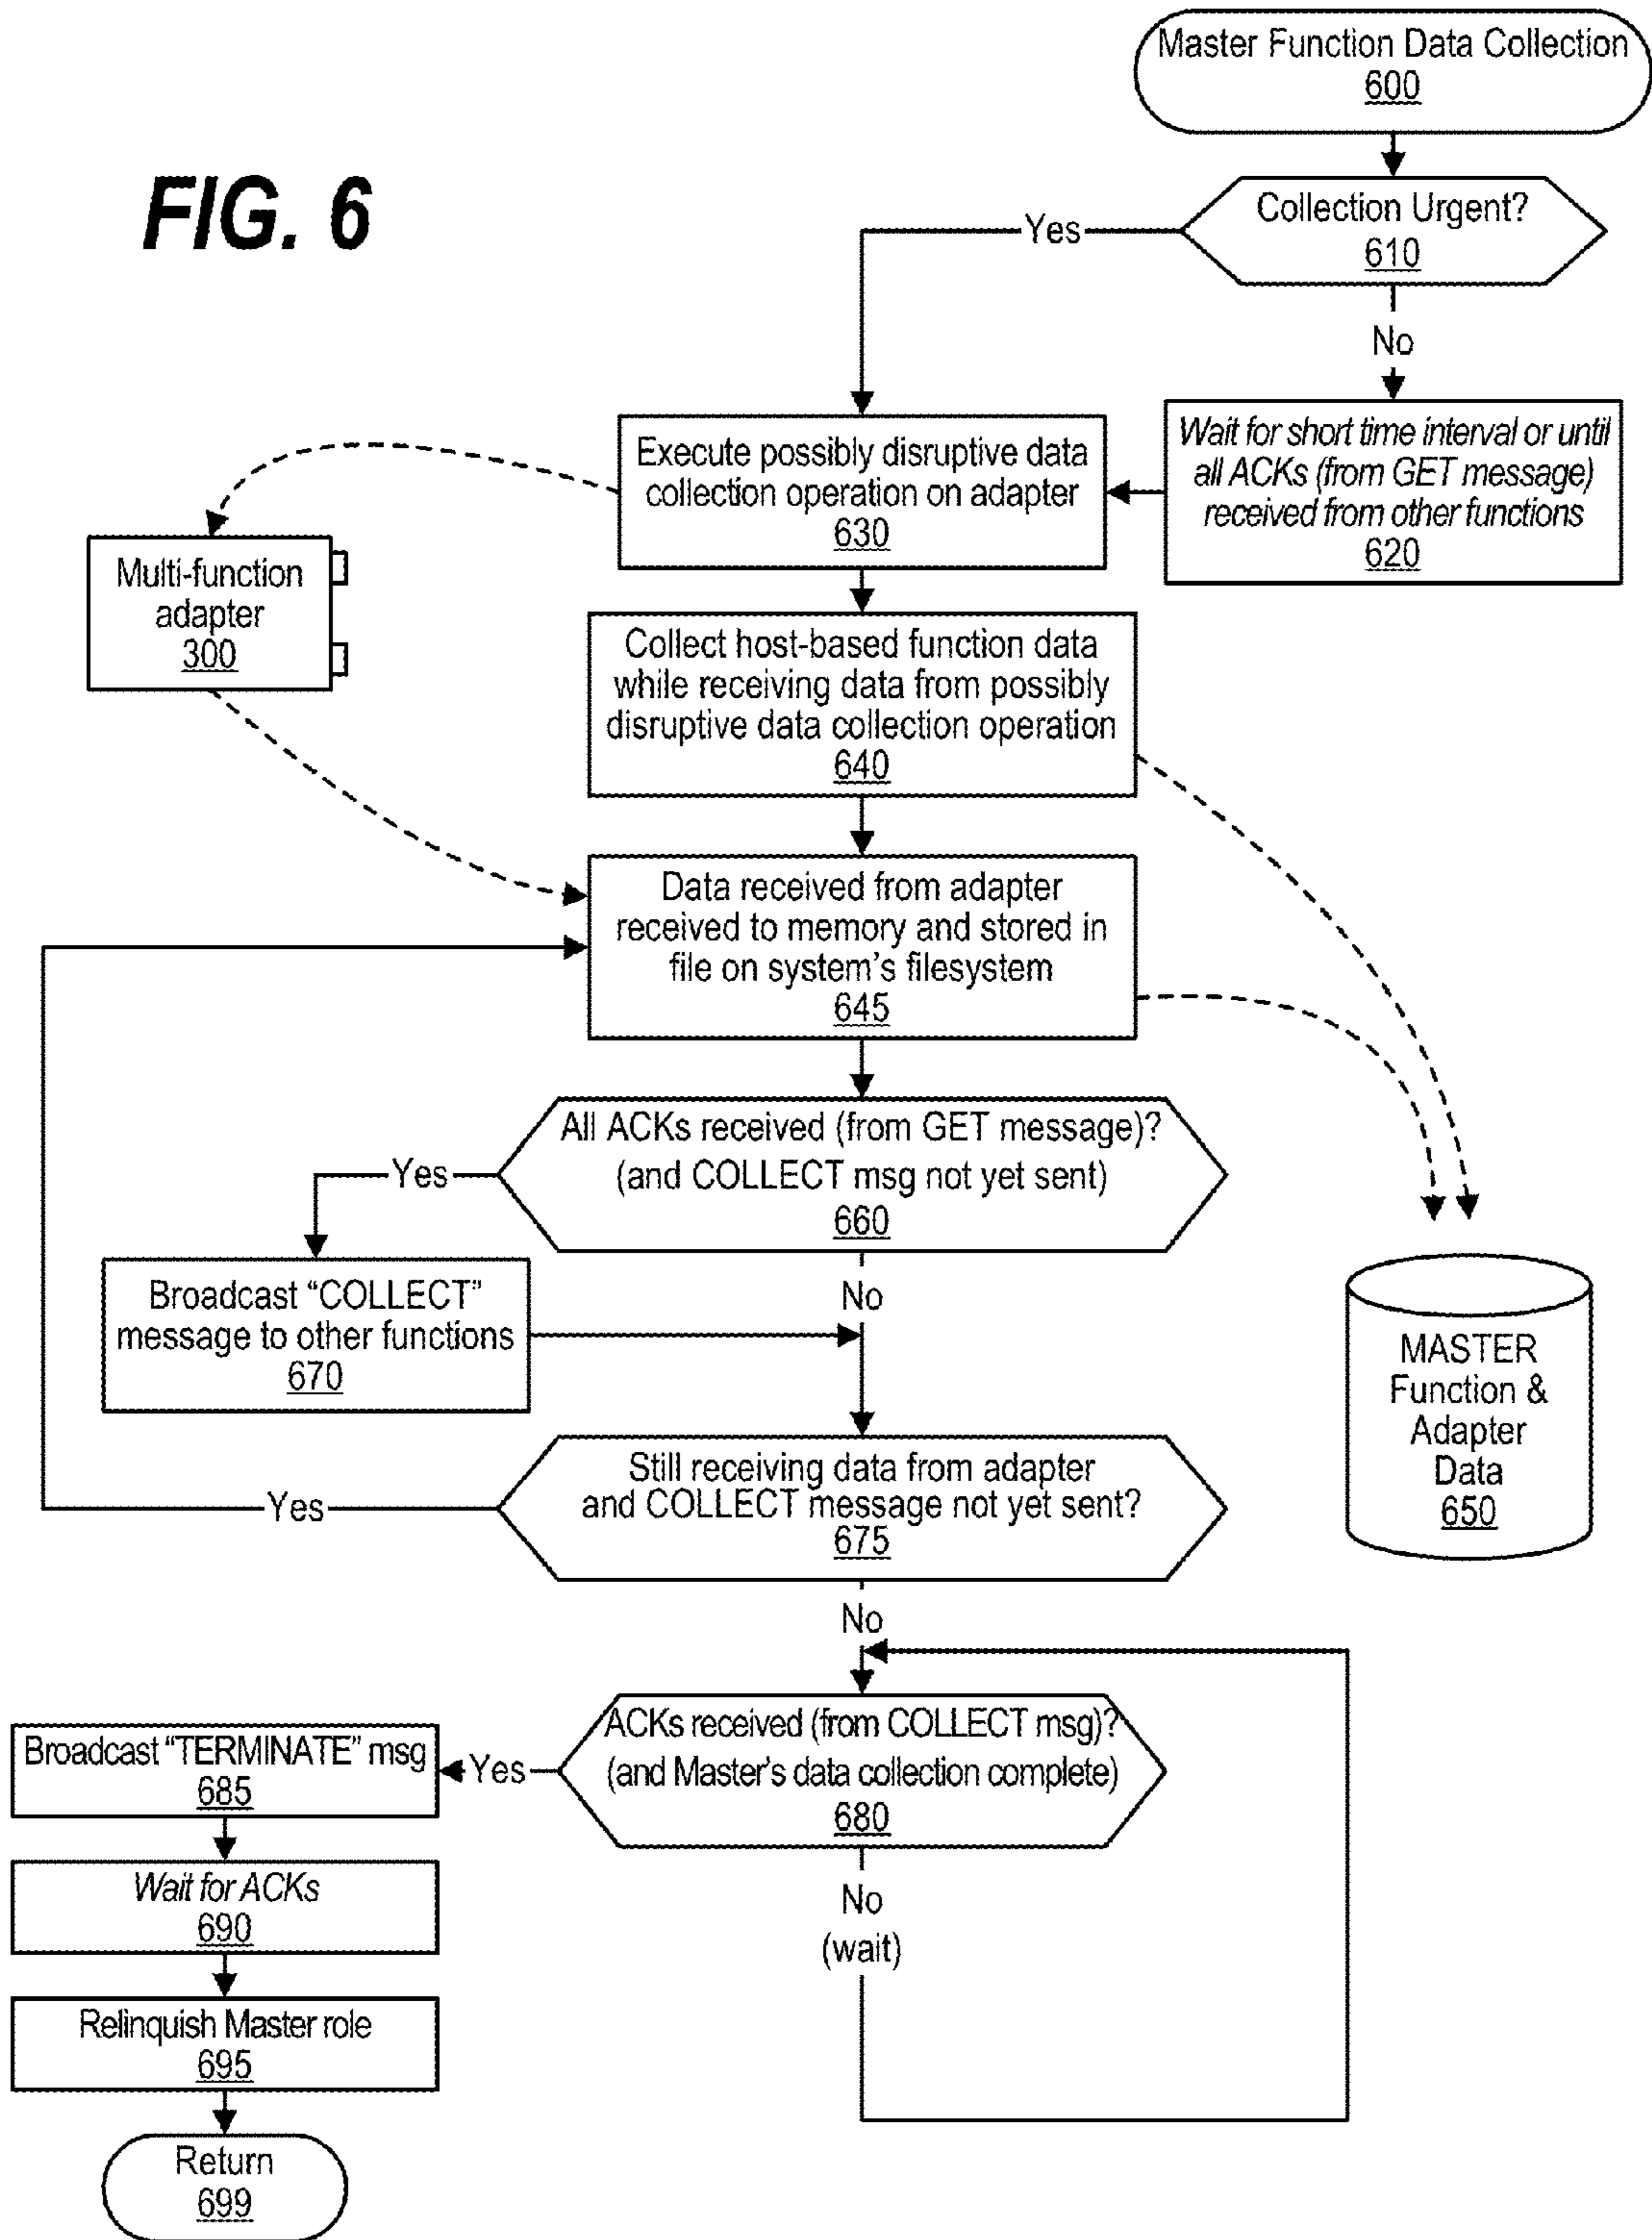 FIG. 6
Master Function Data Collection
600
Collection Urgent?
610
Yes
No
Wait for short time interval or until
all ACKs (from GET message)
received from other functions
620
Execute possibly disruptive data
collection operation on adapter
630
Multi-function
adapter
300
Collect host-based function data
while receiving data from possibly
disruptive data collection operation
640
Data received from adapter
received to memory and stored in
file on system's filesystem
645
All ACKs received (from GET message)?
(and COLLECT msg not yet sent)
660
Yes
No
Broadcast “COLLECT”
message to other functions
670
MASTER
Function &
Adapter
Data
650
Still receiving data from adapter
and COLLECT message not yet sent?
675
Yes
No
ACKs received (from COLLECT msg)?
(and Master's data collection complete)
680
Yes
No
(wait)
Broadcast “TERMINATE” msg
685
Wait for ACKs
690
Relinquish Master role
695
Return
699